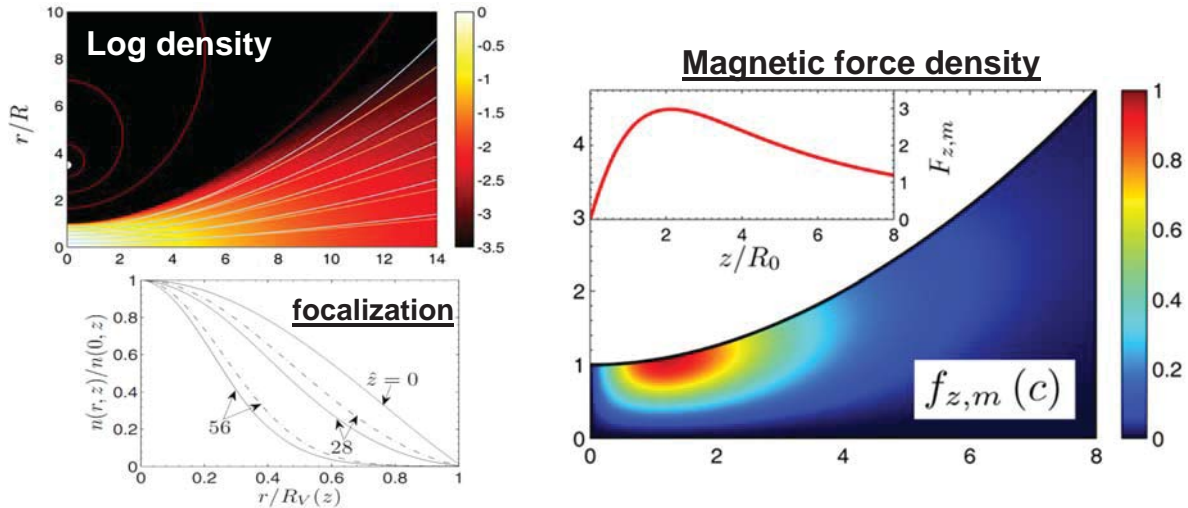 Log density
10
8
6
4
2
0
r/R
0 2 4 6 8 10 12 14
0
-0.5
-1
-1.5
-2
-2.5
-3
-3.5
focalization
1
0.8
0.6
0.4
0.2
0
n(r, z)/n(0, z)
ẑ = 0
56
28
0 0.2 0.4 0.6 0.8 1
r/R_V(z)
Magnetic force density
4
3
2
1
0
3
2
1
0
F_{z,m}
2 4 6 8
z/R_0
f_{z,m} (c)
0 2 4 6 8
1
0.8
0.6
0.4
0.2
0